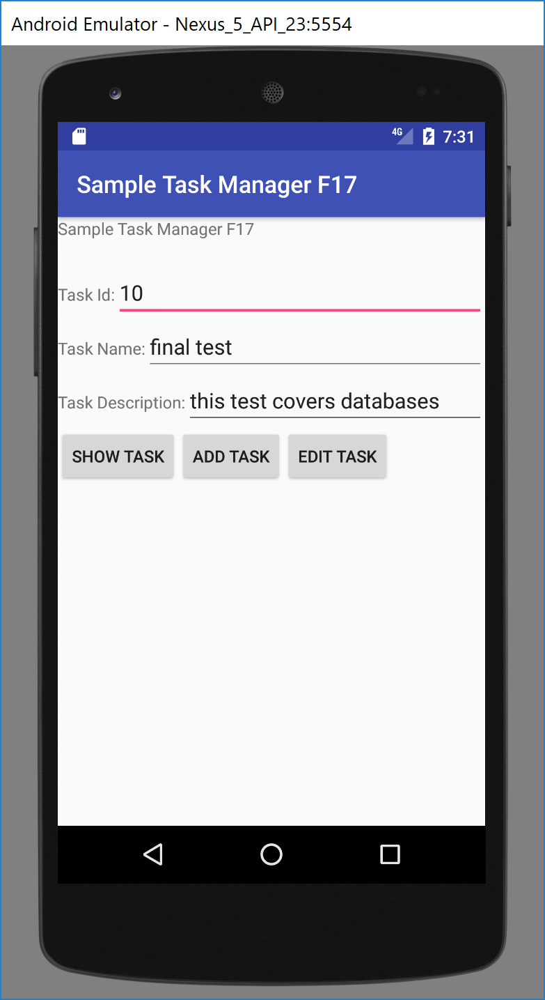 Android Emulator - Nexus_5_API_23:5554
4G 7:31
Sample Task Manager F17
Sample Task Manager F17
Task Id: 10
Task Name: final test
Task Description: this test covers databases
SHOW TASK ADD TASK EDIT TASK